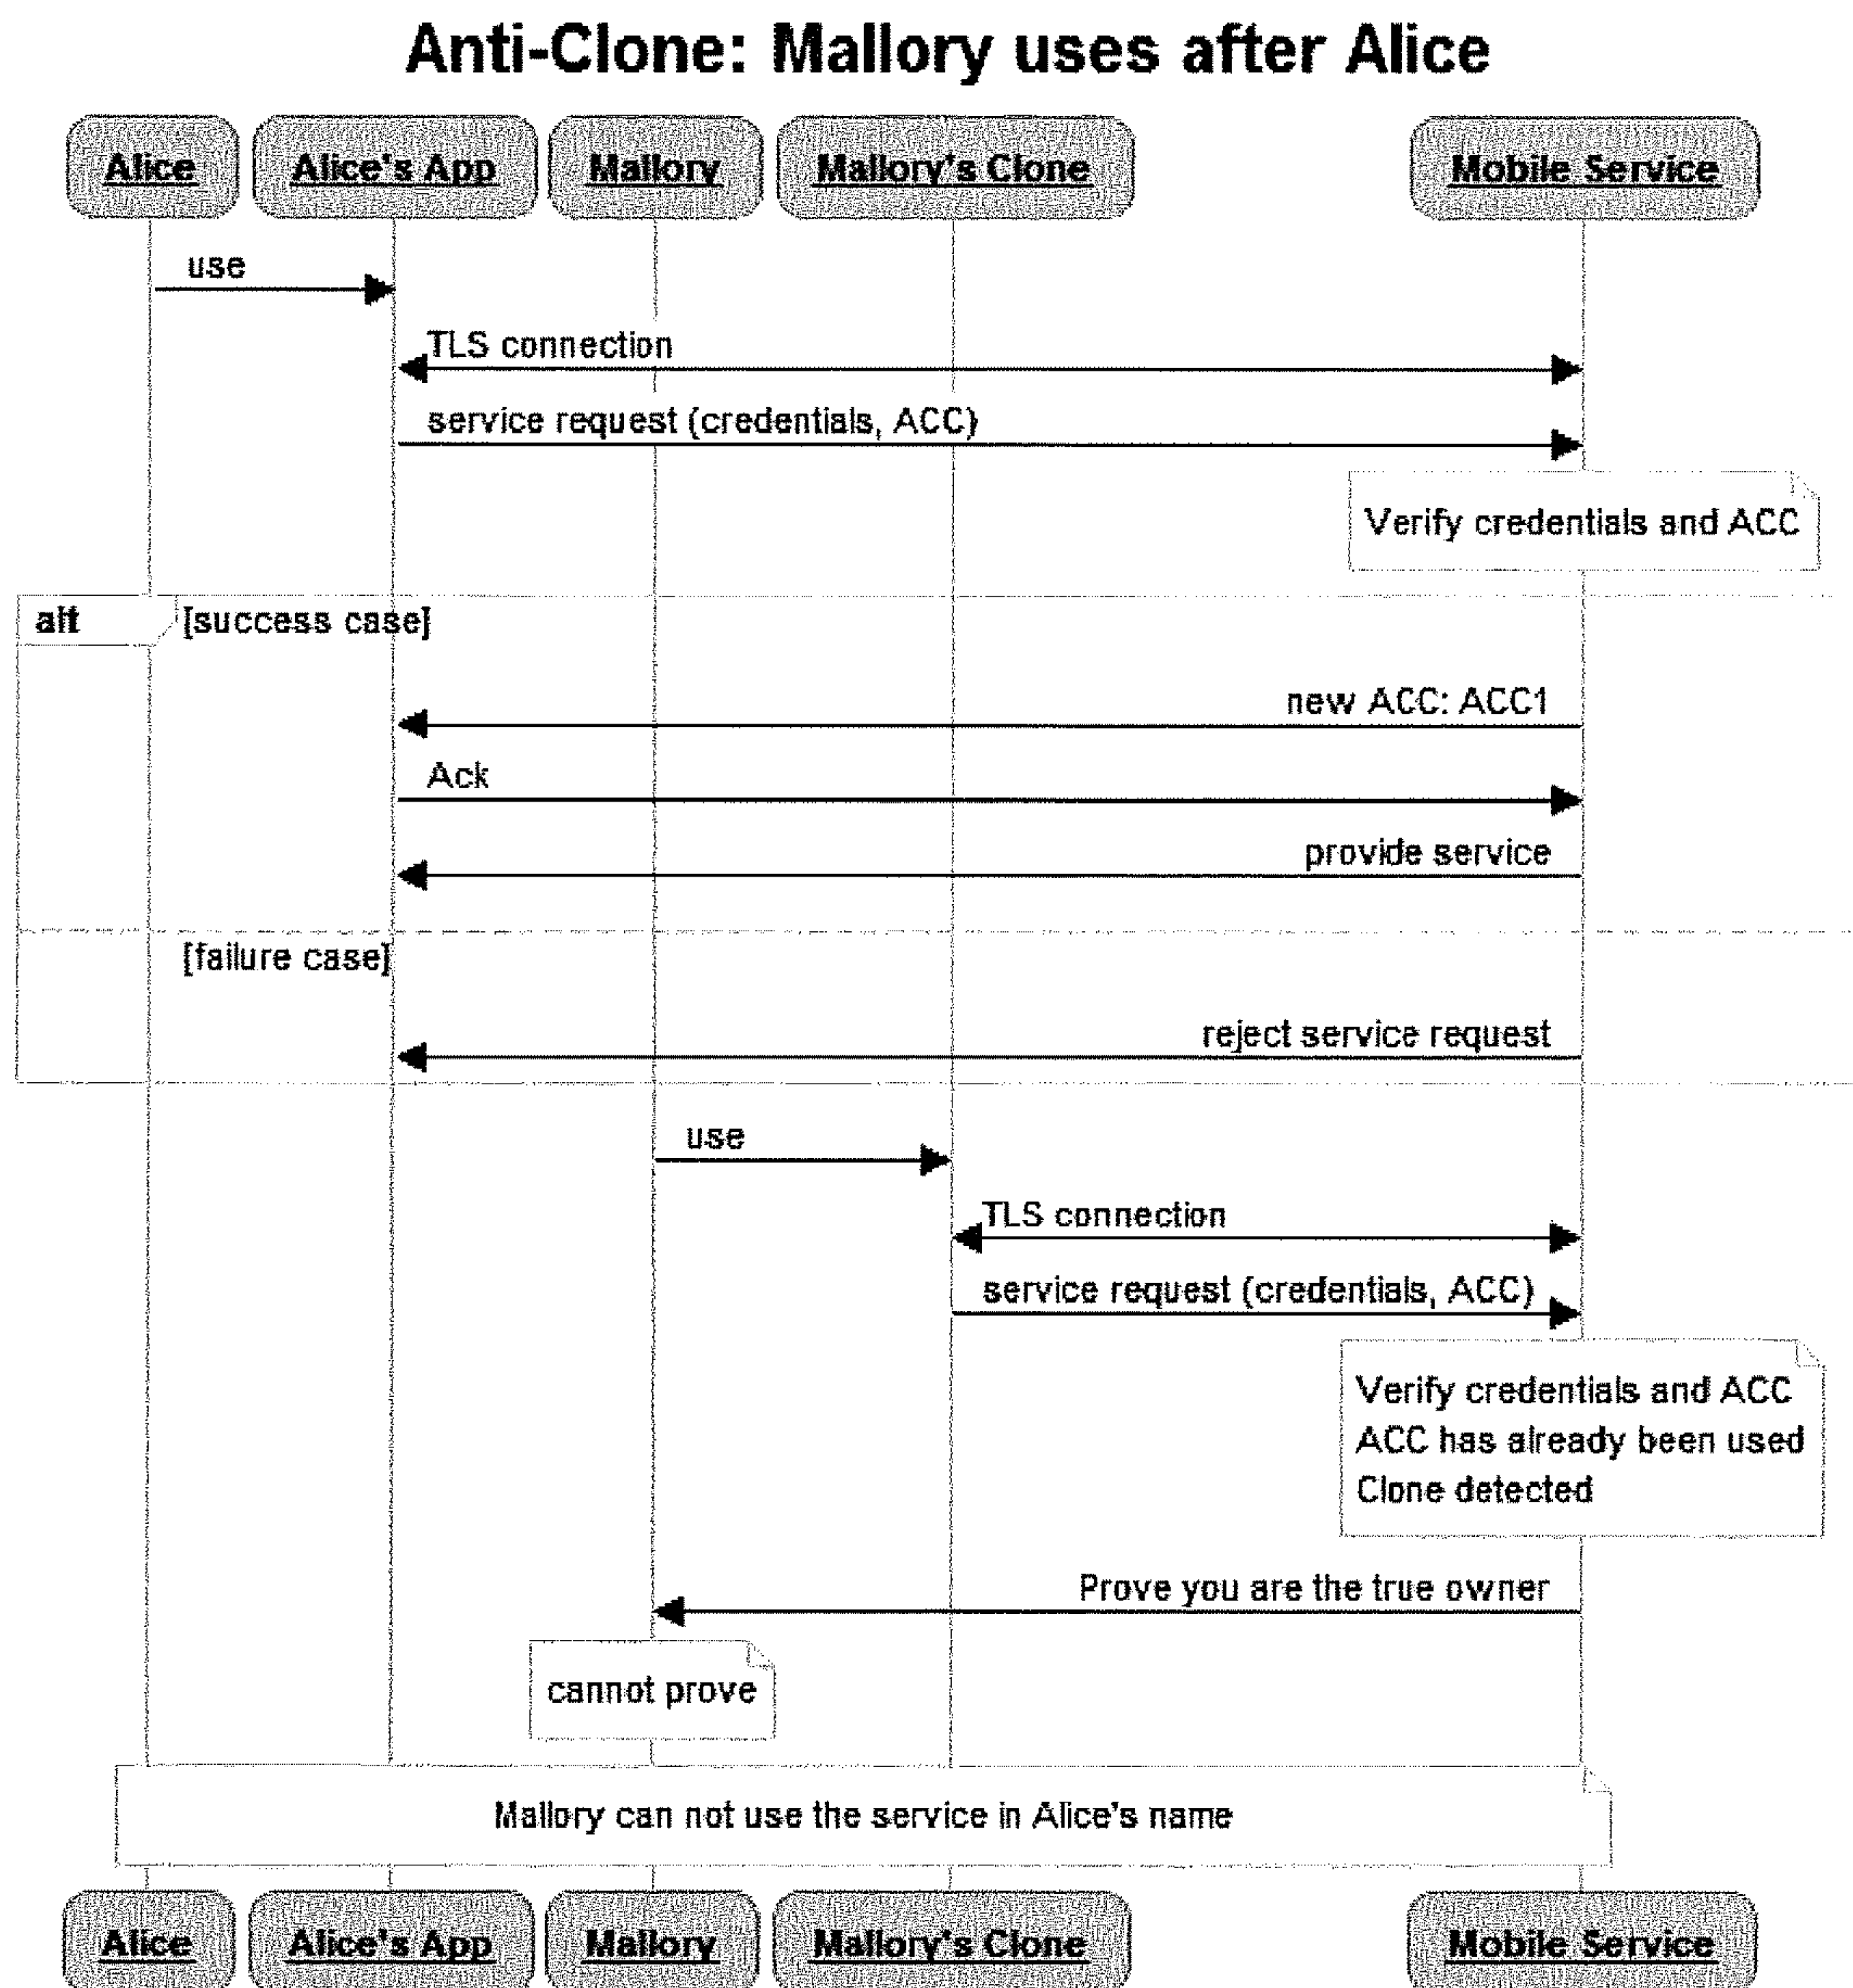 Anti-Clone: Mallory uses after Alice
Alice
Alice's App
Mallory
Mallory's Clone
Mobile Service
use
TLS connection
service request (credentials, ACC)
Verify credentials and ACC
alt
[success case]
new ACC: ACC1
Ack
provide service
[failure case]
reject service request
use
TLS connection
service request (credentials, ACC)
Verify credentials and ACC
ACC has already been used
Clone detected
Prove you are the true owner
cannot prove
Mallory can not use the service in Alice's name
Alice
Alice's App
Mallory
Mallory's Clone
Mobile Service